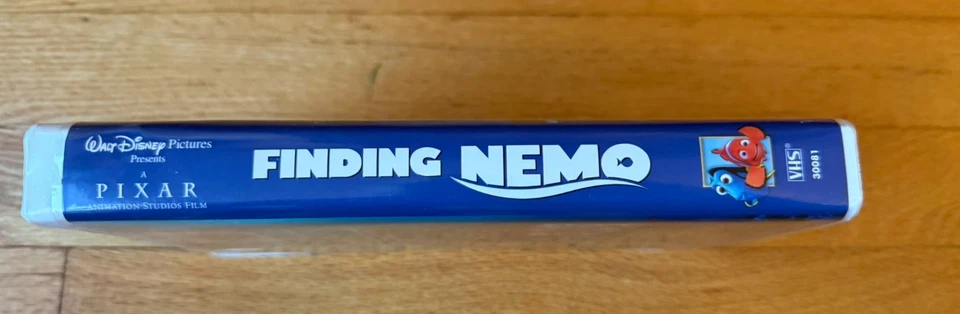 Walt Disney Pictures
Presents
A
PIXAR
ANIMATION STUDIOS FILM
FINDING NEMO
VHS®
30081